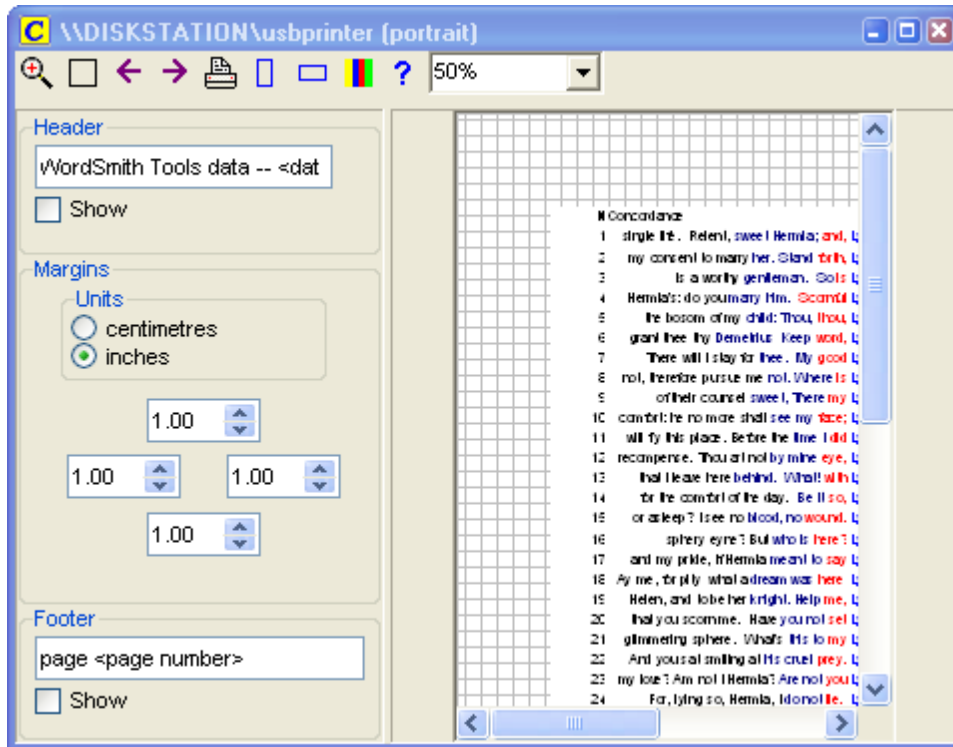 \\DISKSTATION\usbprinter (portrait)
50%
Header
WordSmith Tools data -- <dat
Show
Margins
Units
centimetres
inches
1.00
1.00 1.00
1.00
Footer
page <page number>
Show
N Concordance
1 single life. Relent, sweet Hermia; and,
2 my consent to marry her. Stand forth,
3 is a worthy gentleman. So is
4 Hermia's: do you marry him. Scornful
5 the bosom of my child: Thou, thou,
6 grant thee thy Demetrius Keep word,
7 There will I stay for thee. My good
8 not, therefore pursue me not. Where is
9 of their counsel sweet, There my
10 comfort: he no more shall see my face;
11 will fly this place. Before the time I did
12 recompense. Thou art not by mine eye,
13 that I leave here behind. What! with
14 for the comfort of the day. Be it so,
15 or asleep? I see no blood, no wound.
16 sphery eyne? But who is here?
17 and my pride, If Hermia meant to say
18 Ay me, for pity what a dream was here
19 Helen, and to be her knight. Help me,
20 that you scorn me. Have you not set
21 glimmering sphere. What's this to my
22 And you sat smiling at his cruel prey.
23 my love? Am not I Hermia? Are not you
24 For, lying so, Hermia, I do not lie.